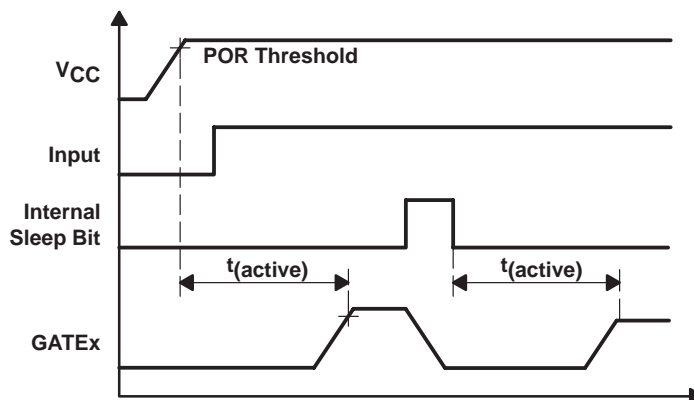 POR Threshold
VCC
Input
Internal
Sleep Bit
t(active)
t(active)
GATEx